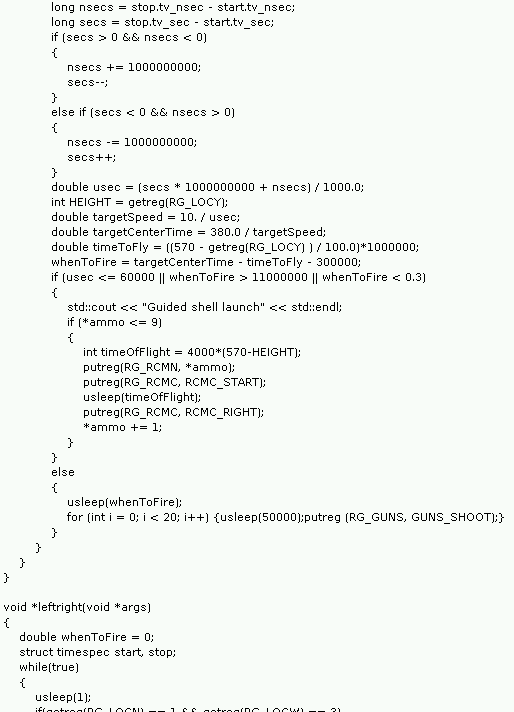 long nsecs = stop.tv_nsec - start.tv_nsec;
long secs = stop.tv_sec - start.tv_sec;
if (secs > 0 && nsecs < 0)
{
nsecs += 1000000000;
secs--;
}
else if (secs < 0 && nsecs > 0)
{
nsecs -= 1000000000;
secs++;
}
double usec = (secs * 1000000000 + nsecs) / 1000.0;
int HEIGHT = getreg(RG_LOCY);
double targetSpeed = 10. / usec;
double targetCenterTime = 380.0 / targetSpeed;
double timeToFly = ((570 - getreg(RG_LOCY) ) / 100.0)*1000000;
whenToFire = targetCenterTime - timeToFly - 300000;
if (usec <= 60000 || whenToFire > 11000000 || whenToFire < 0.3)
{
std::cout << "Guided shell launch" << std::endl;
if (*ammo <= 9)
{
int timeOfFlight = 4000*(570-HEIGHT);
putreg(RG_RCMN, *ammo);
putreg(RG_RCMC, RCMC_START);
usleep(timeOfFlight);
putreg(RG_RCMC, RCMC_RIGHT);
*ammo += 1;
}
}
else
{
usleep(whenToFire);
for (int i = 0; i < 20; i++) {usleep(50000);putreg (RG_GUNS, GUNS_SHOOT);}
}
}
}
}
void *leftright(void *args)
{
double whenToFire = 0;
struct timespec start, stop;
while(true)
{
usleep(1);
if(getreg(RG_LOCN) == 1 && getreg(RG_LOCW) == 3)